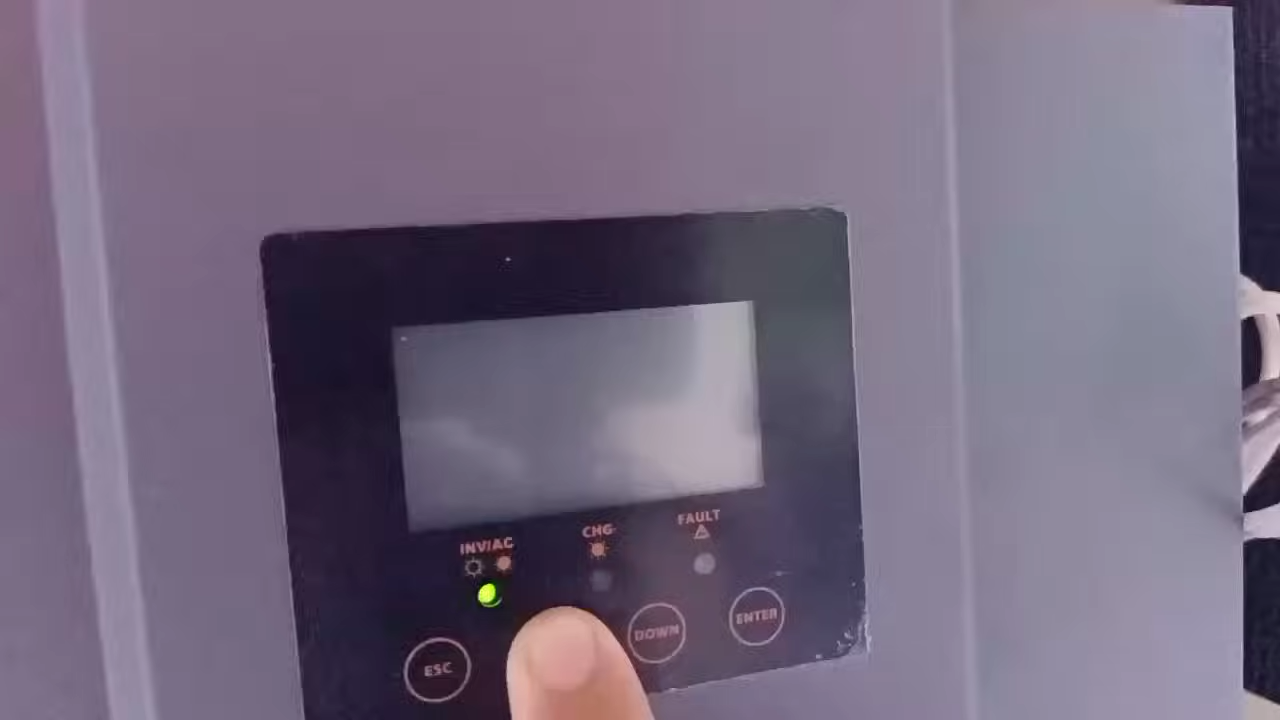 INV/AC
CHG
FAULT
ESC
DOWN
ENTER